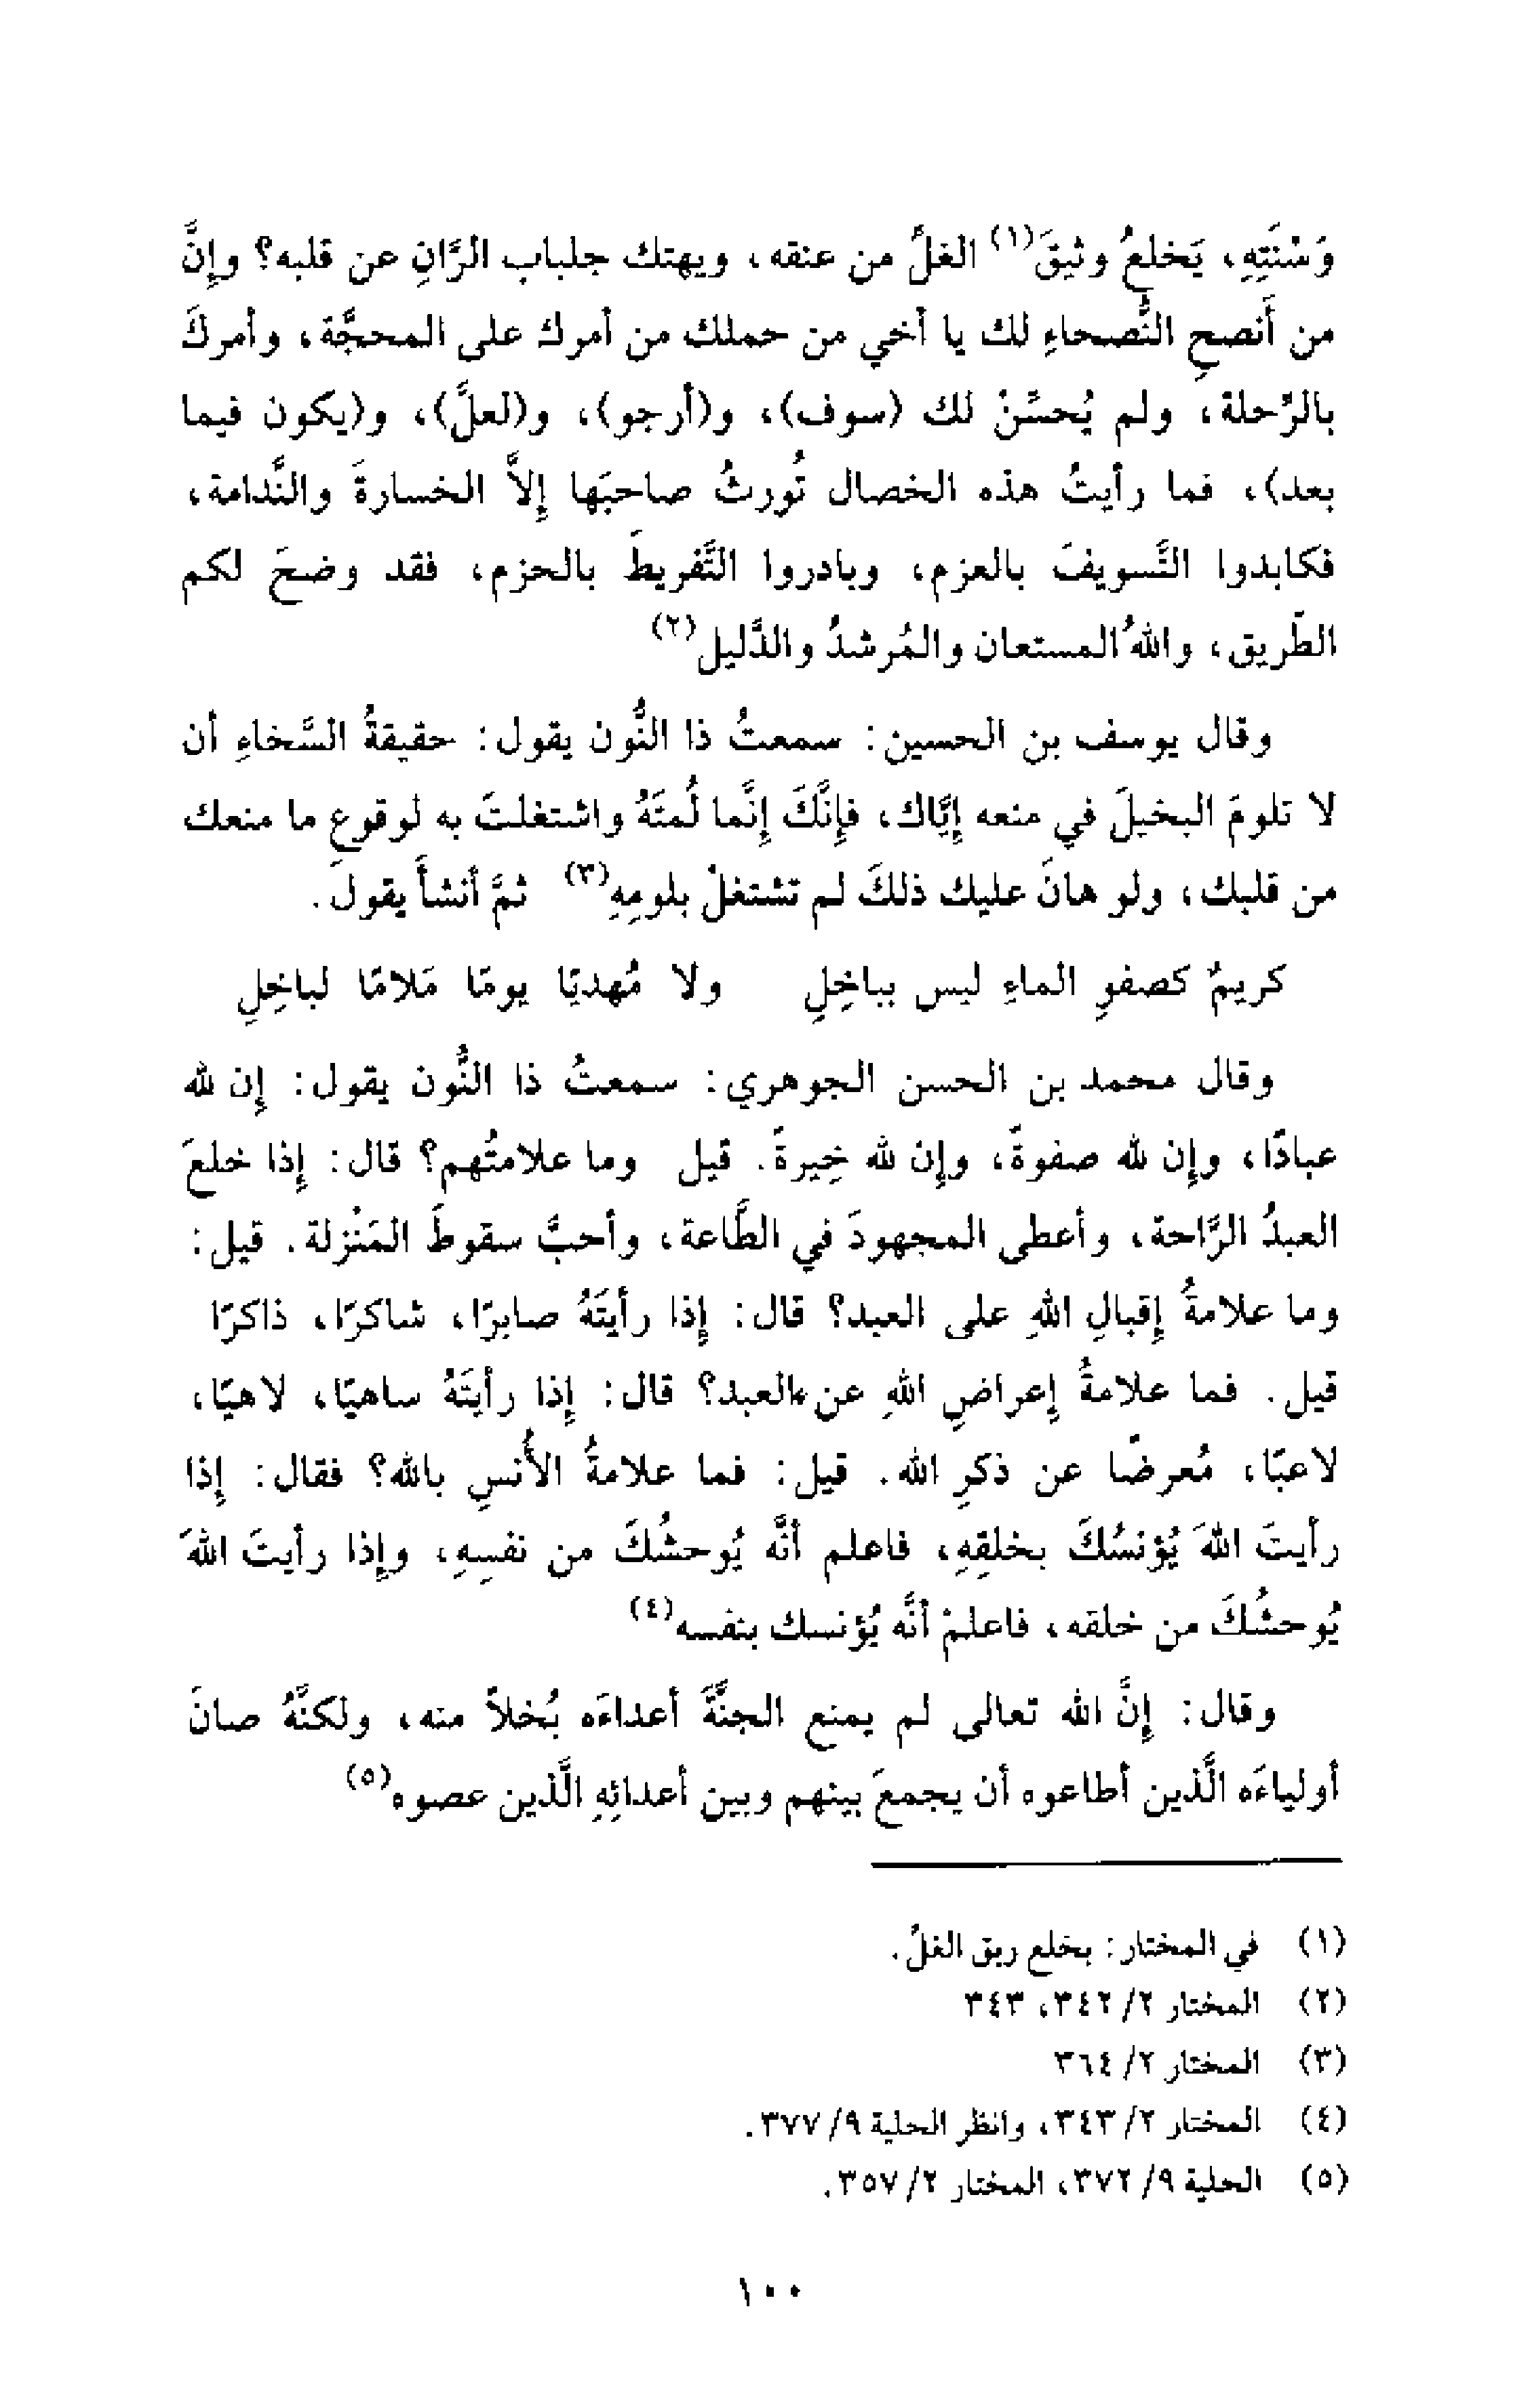 وَسْنَتِهِ، يَخلعُ وثيقَ(١) الغلِّ من عنقه، ويهتك جلباب الرَّانِ عن قلبه؟ وإنَّ
من أَنصحِ النُّصحاءِ لك يا أخي من حملك من أمرك على المحجَّة، وأمركَ
بالرِّحلة، ولم يُحسِّنْ لك (سوف)، و(أرجو)، و(لعلَّ)، و(يكون فيما
بعد)، فما رأيتُ هذه الخصال تُورثُ صاحبَها إلاَّ الخسارةَ والنَّدامة،
فكابدوا التَّسويفَ بالعزم، وبادروا التَّفريطَ بالحزم، فقد وضحَ لكم
الطَّريق، واللهُ المستعان والمُرشدُ والدَّليل(٢)
وقال يوسف بن الحسين: سمعتُ ذا النُّون يقول: حقيقةُ السَّخاءِ أن
لا تلومَ البخيلَ في منعه إيَّاك، فإنَّكَ إنَّما لُمتَهُ واشتغلتَ به لوقوعِ ما منعك
من قلبك، ولو هانَ عليك ذلكَ لم تشتغلْ بلومِهِ(٣) ثمَّ أنشأَ يقولَ.
كريمٌ كصفوِ الماءِ ليس بباخِلٍ ولا مُهديًا يومًا مَلامًا لباخِلِ
وقال محمد بن الحسن الجوهري: سمعتُ ذا النُّون يقول: إن لله
عبادًا، وإن لله صفوةً، وإن لله خِيرةً. قيل وما علامتُهم؟ قال: إذا خلعَ
العبدُ الرَّاحة، وأعطى المجهودَ في الطَّاعة، وأحبَّ سقوطَ المَنْزلة. قيل:
وما علامةُ إقبالِ اللهِ على العبد؟ قال: إذا رأيتَهُ صابرًا، شاكرًا، ذاكرًا
قيل. فما علامةُ إعراضِ اللهِ عن العبد؟ قال: إذا رأيتَهُ ساهيًا، لاهيًا،
لاعبًا، مُعرضًا عن ذكرِ الله. قيل: فما علامةُ الأُنسِ بالله؟ فقال: إذا
رأيتَ اللهَ يُؤنسُكَ بخلقِهِ، فاعلم أنَّه يُوحشُكَ من نفسِهِ، وإذا رأيتَ اللهَ
يُوحشُكَ من خلقه، فاعلمْ أنَّه يُؤنسك بنفسه(٤)
وقال: إنَّ الله تعالى لم يمنع الجنَّةَ أعداءَه بُخلاً منه، ولكنَّهُ صانَ
أولياءَه الَّذين أطاعوه أن يجمعَ بينهم وبين أعدائهِ الَّذين عصوه(٥)
(١) في المختار: بخلع ربق الغلِّ.
(٢) المختار ٢/ ٣٤٢، ٣٤٣
(٣) المختار ٢/ ٣٦٤
(٤) المختار ٢/ ٣٤٣، وانظر الحلية ٩/ ٣٧٧.
(٥) الحلية ٩/ ٣٧٢، المختار ٢/ ٣٥٧.
١٠٠